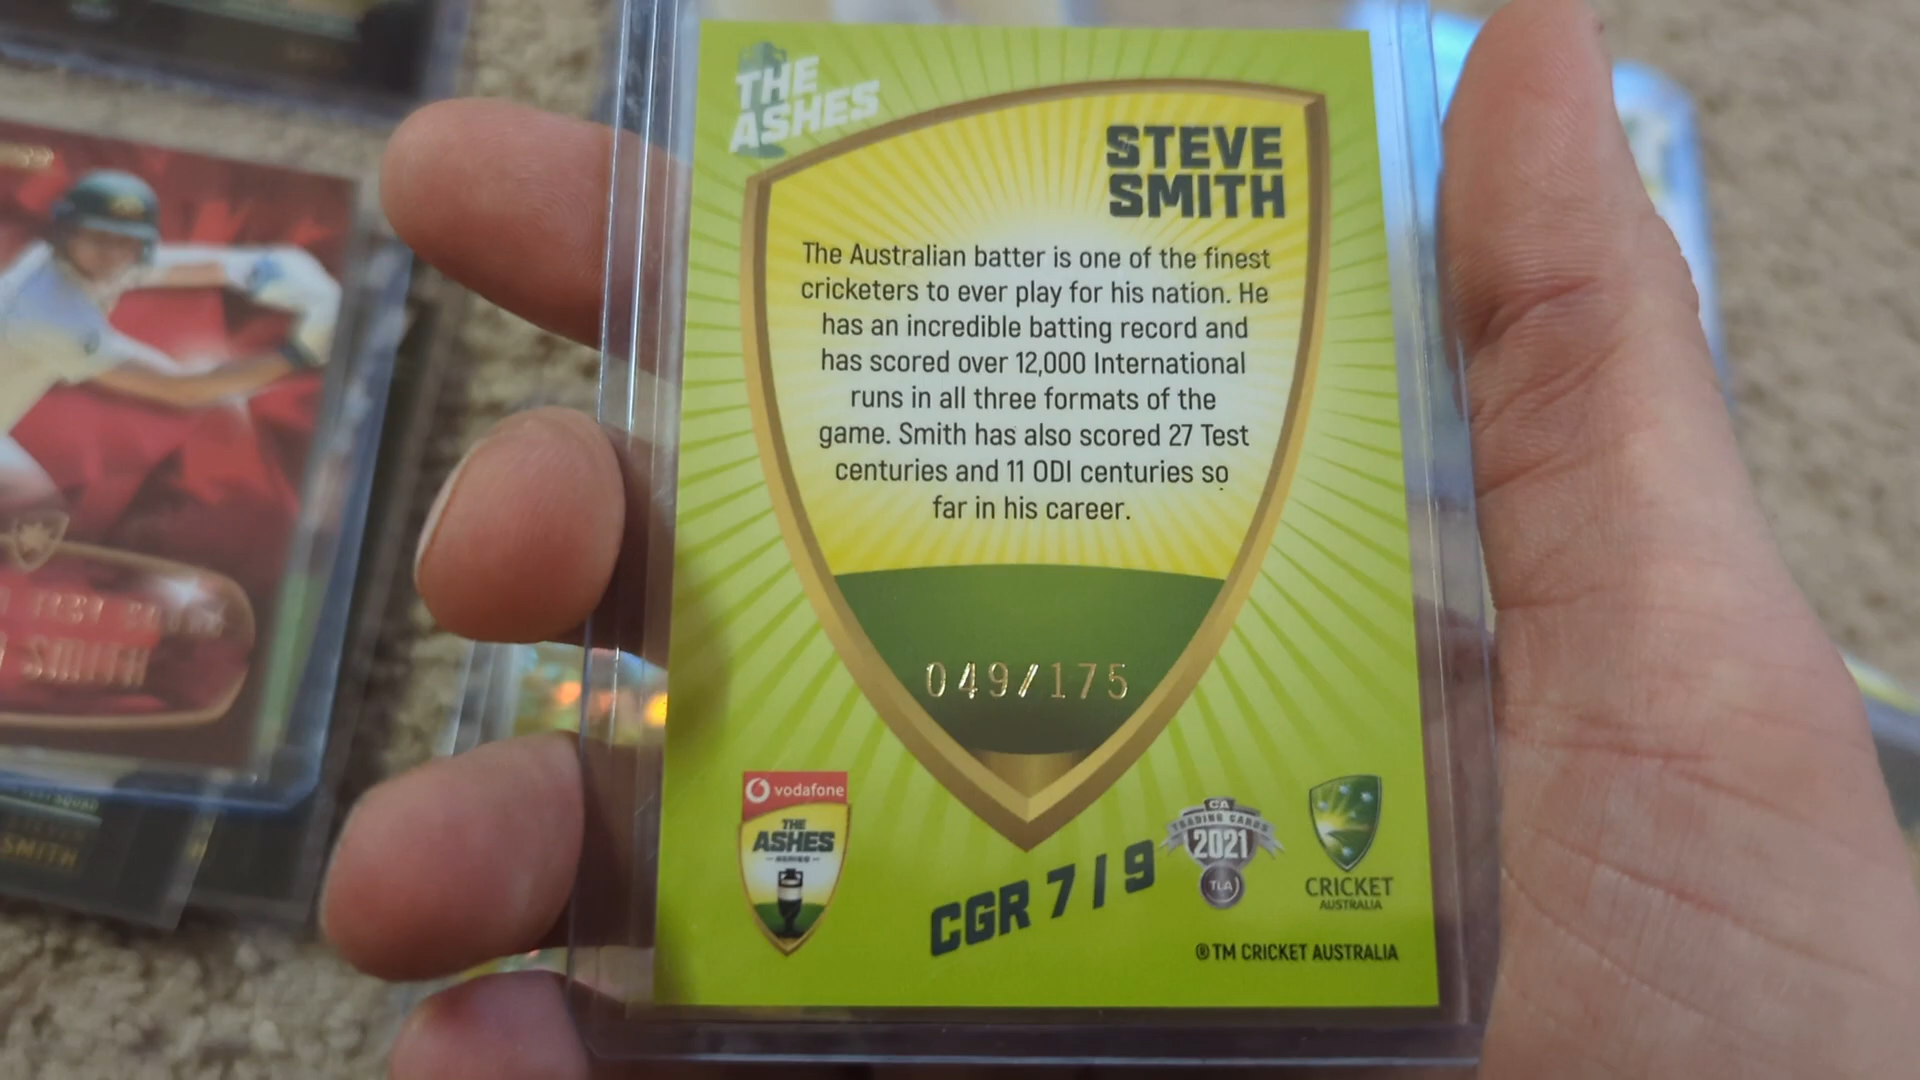 THE
ASHES
STEVE
SMITH
The Australian batter is one of the finest
cricketers to ever play for his nation. He
has an incredible batting record and
has scored over 12,000 International
runs in all three formats of the
game. Smith has also scored 27 Test
centuries and 11 ODI centuries so
far in his career.
049/175
vodafone
THE
ASHES
SERIES
CGR 7/9
CA
TRADING CARDS
2021
TLA
CRICKET
AUSTRALIA
®TM CRICKET AUSTRALIA
SMITH
SMITH